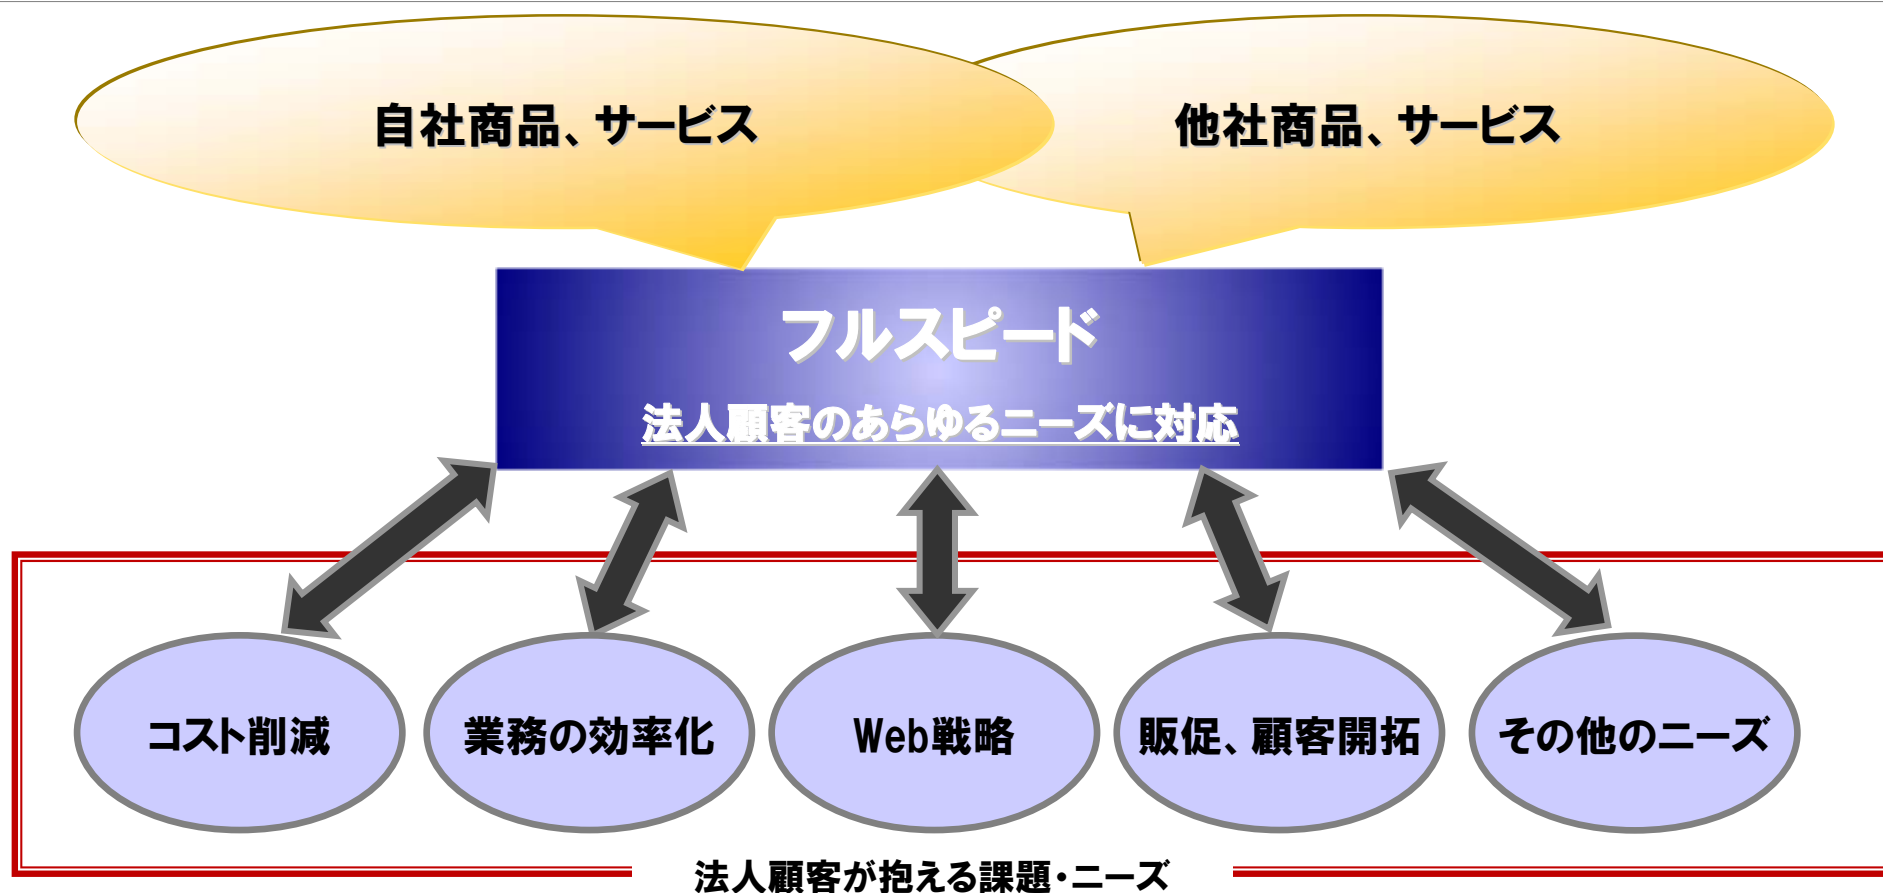 自社商品、サービス
他社商品、サービス
フルスピード
法人顧客のあらゆるニーズに対応
コスト削減
業務の効率化
Web戦略
販促、顧客開拓
その他のニーズ
法人顧客が抱える課題・ニーズ